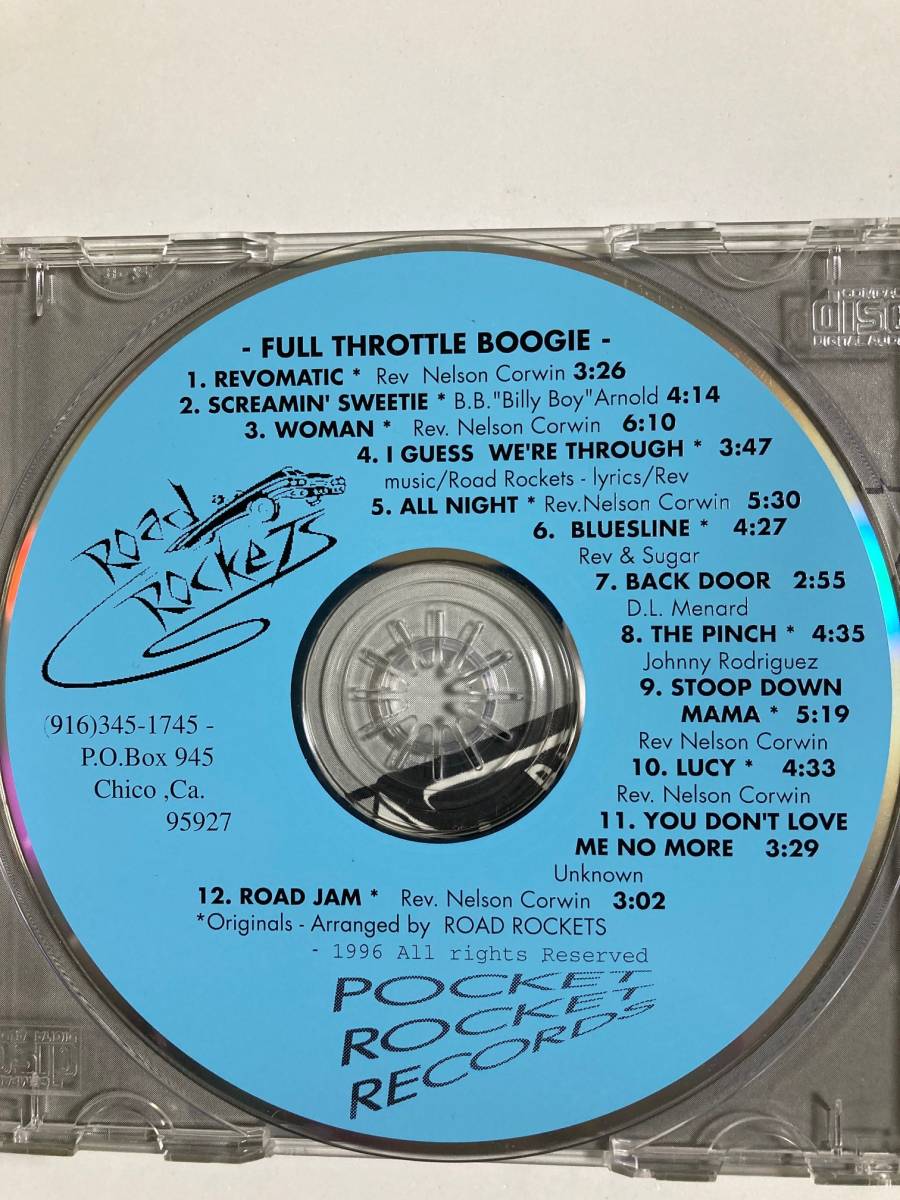 - FULL THROTTLE BOOGIE -
1. REVOMATIC * Rev Nelson Corwin 3:26
2. SCREAMIN' SWEETIE * B.B."Billy Boy"Arnold 4:14
3. WOMAN * Rev. Nelson Corwin 6:10
4. I GUESS WE'RE THROUGH * 3:47
music/Road Rockets - lyrics/Rev
5. ALL NIGHT * Rev.Nelson Corwin 5:30
6. BLUESLINE * 4:27
Rev & Sugar
7. BACK DOOR 2:55
D.L. Menard
8. THE PINCH * 4:35
Johnny Rodriguez
9. STOOP DOWN
MAMA * 5:19
Rev Nelson Corwin
10. LUCY * 4:33
Rev. Nelson Corwin
11. YOU DON'T LOVE
ME NO MORE 3:29
Unknown
12. ROAD JAM * Rev. Nelson Corwin 3:02
*Originals - Arranged by ROAD ROCKETS
- 1996 All rights Reserved
POCKET
ROCKET
RECORDS
Road
Rockets
(916)345-1745 -
P.O.Box 945
Chico ,Ca.
95927
COMPAC
disc
DIGITAL AUDI